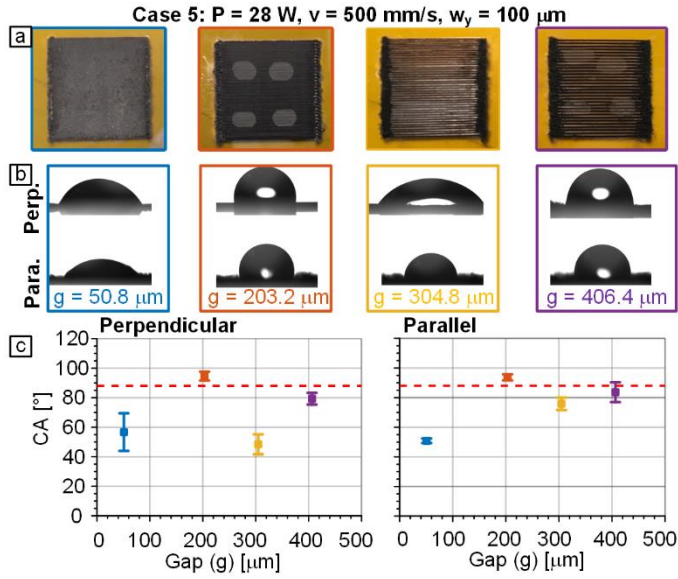 Case 5: P = 28 W, v = 500 mm/s, wy = 100 μm
a
b
Perp.
Para.
g = 50.8 μm
g = 203.2 μm
g = 304.8 μm
g = 406.4 μm
c
Perpendicular
Parallel
120
100
80
60
40
20
0
CA [°]
0 100 200 300 400 500
0 100 200 300 400 500
Gap (g) [μm]
Gap (g) [μm]